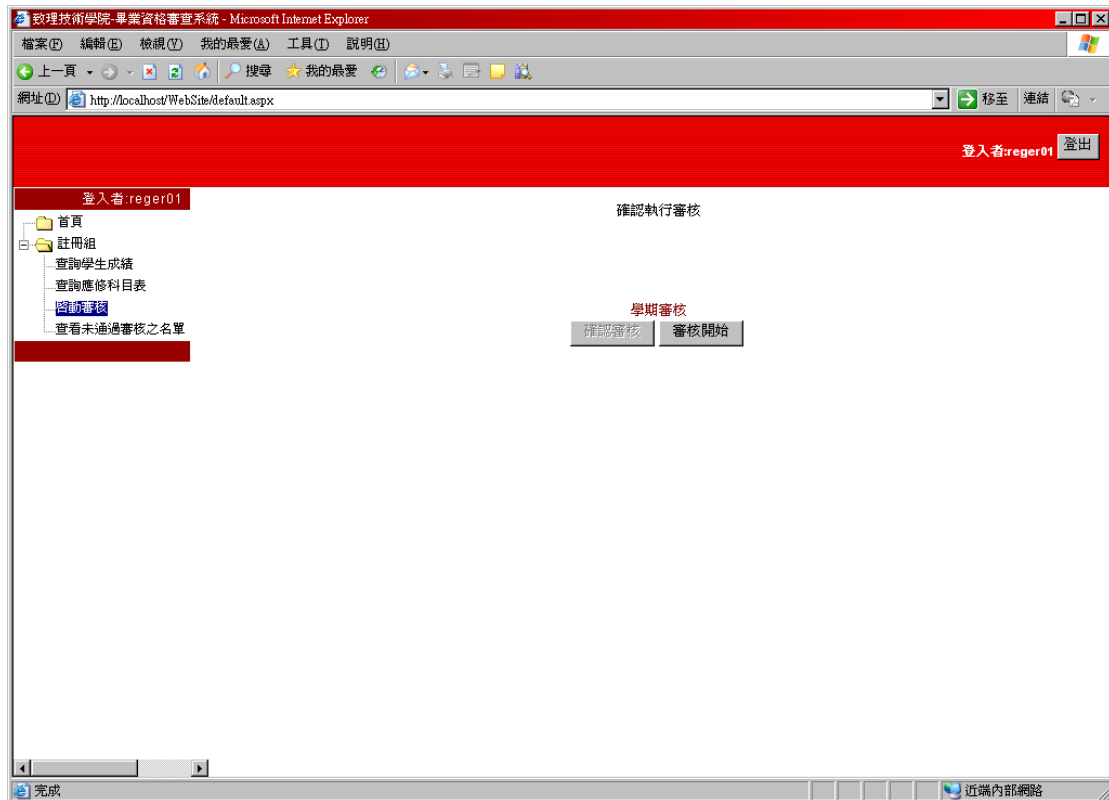 致理技術學院-畢業資格審查系統 - Microsoft Internet Explorer
檔案(F) 編輯(E) 檢視(V) 我的最愛(A) 工具(T) 說明(H)
上一頁 搜尋 我的最愛
網址(D) http://localhost/WebSite/default.aspx 移至 連結
登入者:reger01 登出
登入者:reger01
首頁
註冊組
查詢學生成績
查詢應修科目表
啟動審核
查看未通過審核之名單
確認執行審核
學期審核
確認審核 審核開始
完成 近端內部網路